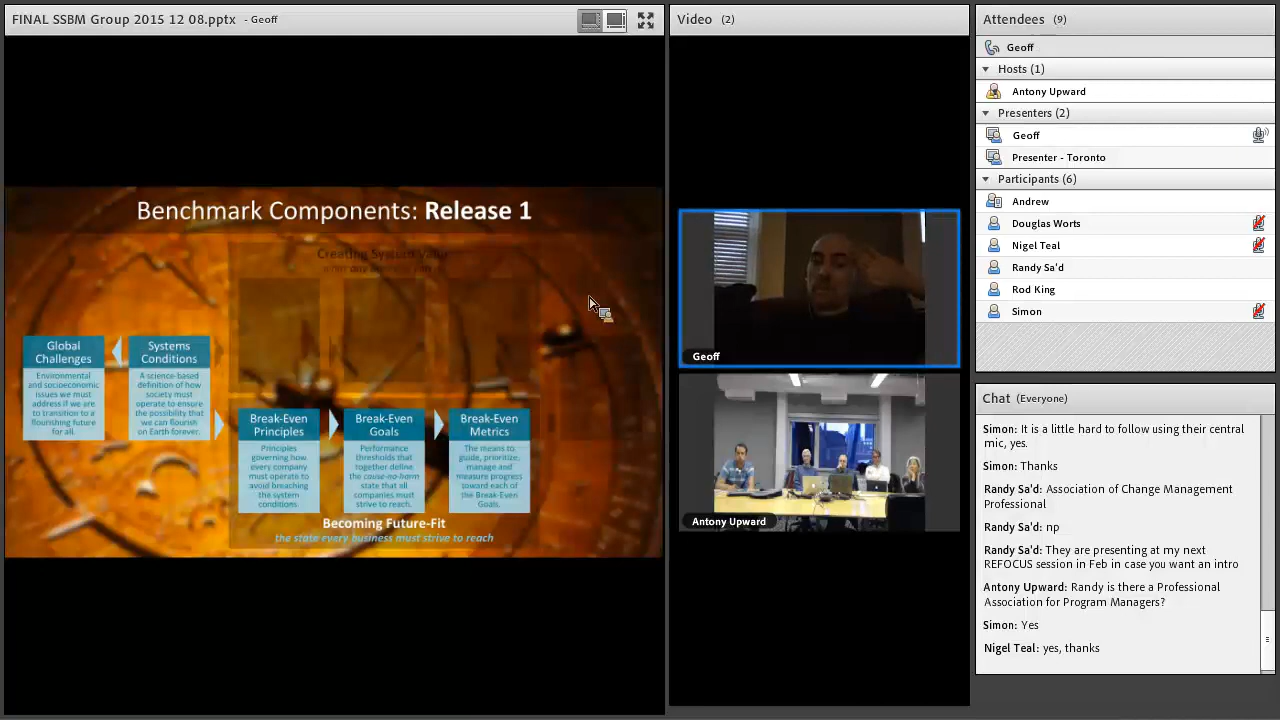 FINAL SSBM Group 2015 12 08.pptx - Geoff
Benchmark Components: Release 1
Global
Challenges
Environmental
and socioeconomic
issues we must
address if we are
to transition to a
flourishing future
for all.
Systems
Conditions
A science-based
definition of how
society must
operate to ensure
the possibility that
we can flourish
on Earth forever.
Creating System Value
Break-Even
Principles
Principles
governing how
every company
must operate to
avoid breaching
the system
conditions
Break-Even
Goals
Performance
thresholds that
together define
the cause-no-harm
state that all
companies must
strive to reach.
Break-Even
Metrics
The means to
guide, prioritize,
manage and
measure progress
toward each of
the Break-Even
Goals.
Becoming Future-Fit
the state every business must strive to reach
Video (2)
Geoff
Antony Upward
Attendees (9)
Geoff
Hosts (1)
Antony Upward
Presenters (2)
Geoff
Presenter - Toronto
Participants (6)
Andrew
Douglas Worts
Nigel Teal
Randy Sa'd
Rod King
Simon
Chat (Everyone)
Simon: It is a little hard to follow using their central
mic, yes.
Simon: Thanks
Randy Sa'd: Association of Change Management
Professional
Randy Sa'd: np
Randy Sa'd: They are presenting at my next
REFOCUS session in Feb in case you want an intro
Antony Upward: Randy is there a Professional
Association for Program Managers?
Simon: Yes
Nigel Teal: yes, thanks